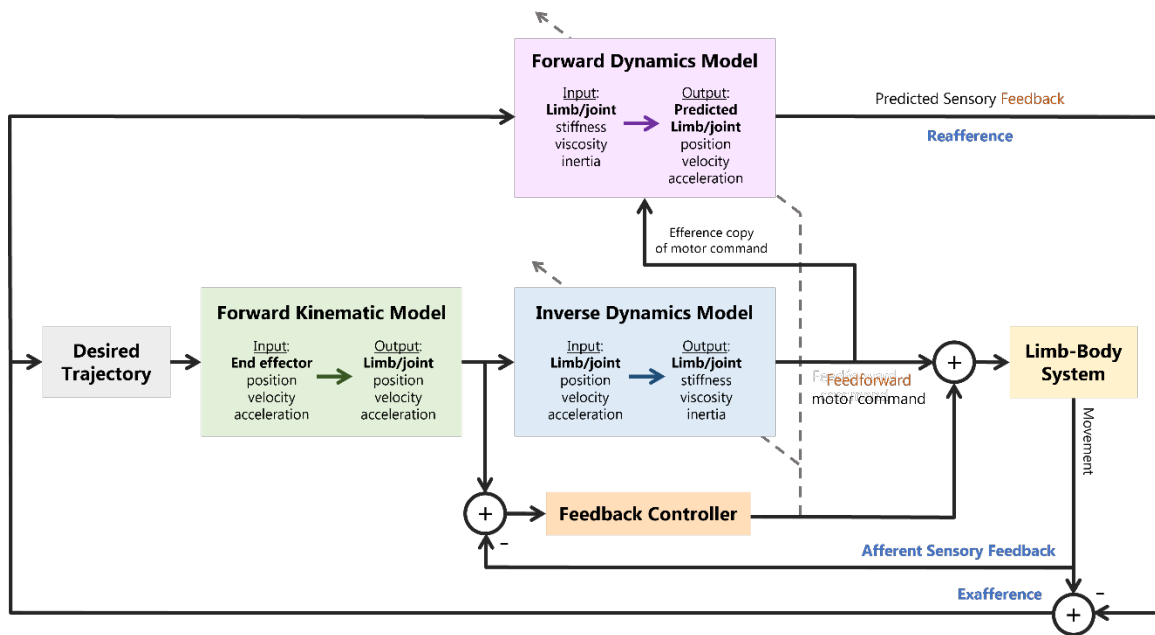 Forward Dynamics Model
Input:
Limb/joint
stiffness
viscosity
inertia
Output:
Predicted
Limb/joint
position
velocity
acceleration
Predicted Sensory Feedback
Reafference
Efference copy
of motor command
Desired
Trajectory
Forward Kinematic Model
Input:
End effector
position
velocity
acceleration
Output:
Limb/joint
position
velocity
acceleration
Inverse Dynamics Model
Input:
Limb/joint
position
velocity
acceleration
Output:
Limb/joint
stiffness
viscosity
inertia
Feedforward
motor command
+
Limb-Body
System
Movement
+
-
Feedback Controller
Afferent Sensory Feedback
Exafference
+
-